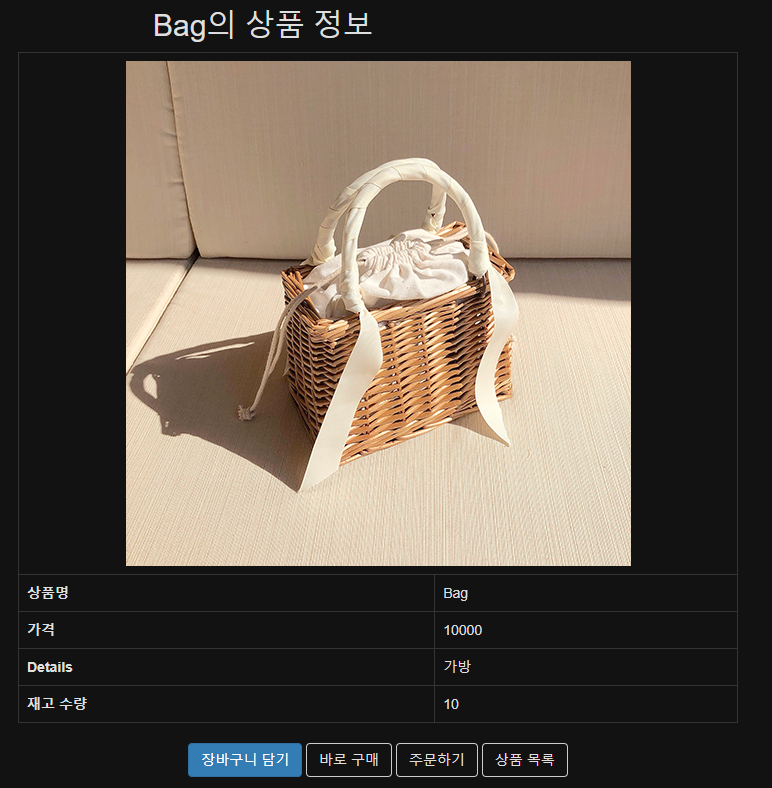 Bag의 상품 정보
상품명 Bag
가격 10000
Details 가방
재고 수량 10
장바구니 담기 바로 구매 주문하기 상품 목록